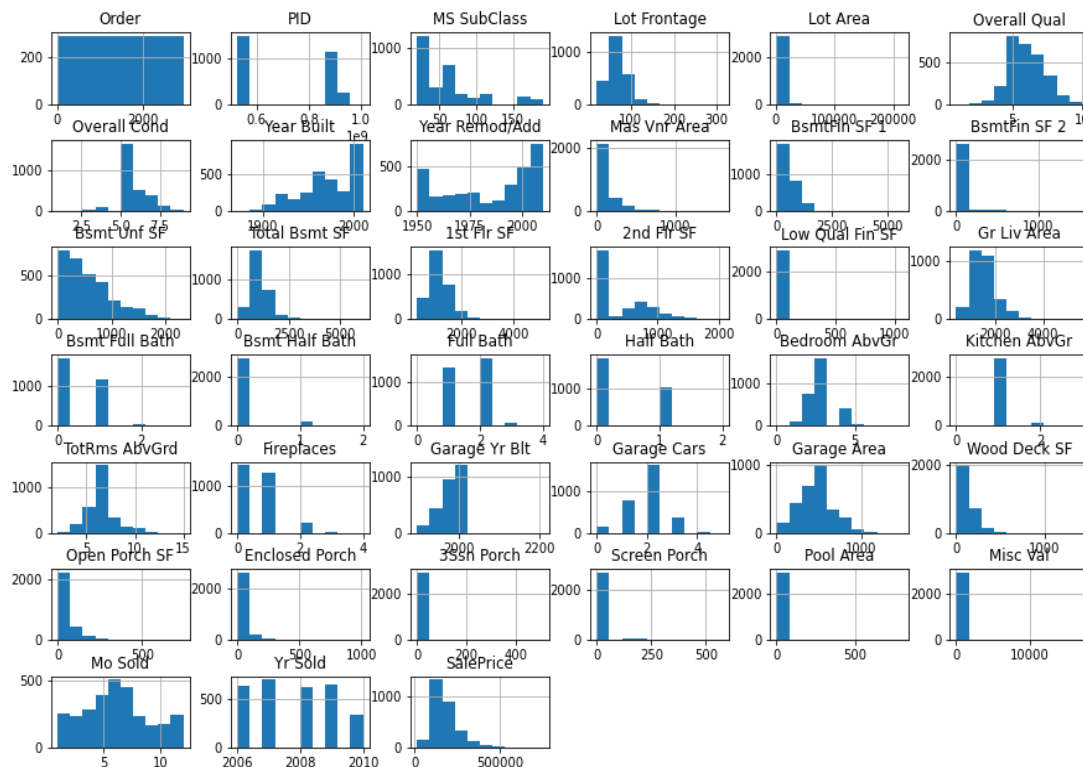 Order PID MS SubClass Lot Frontage Lot Area Overall Qual
200 1000 1000 1000 2000 500
0 0 0 0 0 0
0 2000 0.6 0.8 1.0 50 100 150 100 200 300 0 100000 200000 5 10
1e9
Overall Cond Year Built Year Remod/Add Mas Vnr Area BsmtFin SF 1 BsmtFin SF 2
1000 500 500 2000 1000 2000
0 0 0 0 0 0
2.5 5.0 7.5 1900 2000 1950 1975 2000 0 1000 0 2000 5000 0 1000
Bsmt Unf SF Total Bsmt SF 1st Flr SF 2nd Flr SF Low Qual Fin SF Gr Liv Area
500 1000 1000 1000 2000 1000
0 0 0 0 0 0
0 1000 2000 0 2500 5000 2000 4000 0 1000 2000 0 500 1000 2000 4000
Bsmt Full Bath Bsmt Half Bath Full Bath Half Bath Bedroom AbvGr Kitchen AbvGr
1000 2000 1000 1000 1000 2000
0 0 0 0 0 0
0 2 0 1 2 0 2 4 0 1 2 0 5 0 2
TotRms AbvGrd Fireplaces Garage Yr Blt Garage Cars Garage Area Wood Deck SF
1000 1000 1000 1000 1000 2000
0 0 0 0 500 1000
0 0
5 10 15 0 2 4 2000 2200 0 2 4 0 1000 0 1000
Open Porch SF Enclosed Porch 3Ssn Porch Screen Porch Pool Area Misc Val
2000 2000 2000 2000 2000 2000
1000
0 0 0 0 0 0
0 500 0 500 1000 0 200 400 0 250 500 0 500 0 10000
Mo Sold Yr Sold SalePrice
500 500 1000
250
0 0 0
5 10 2006 2008 2010 0 500000